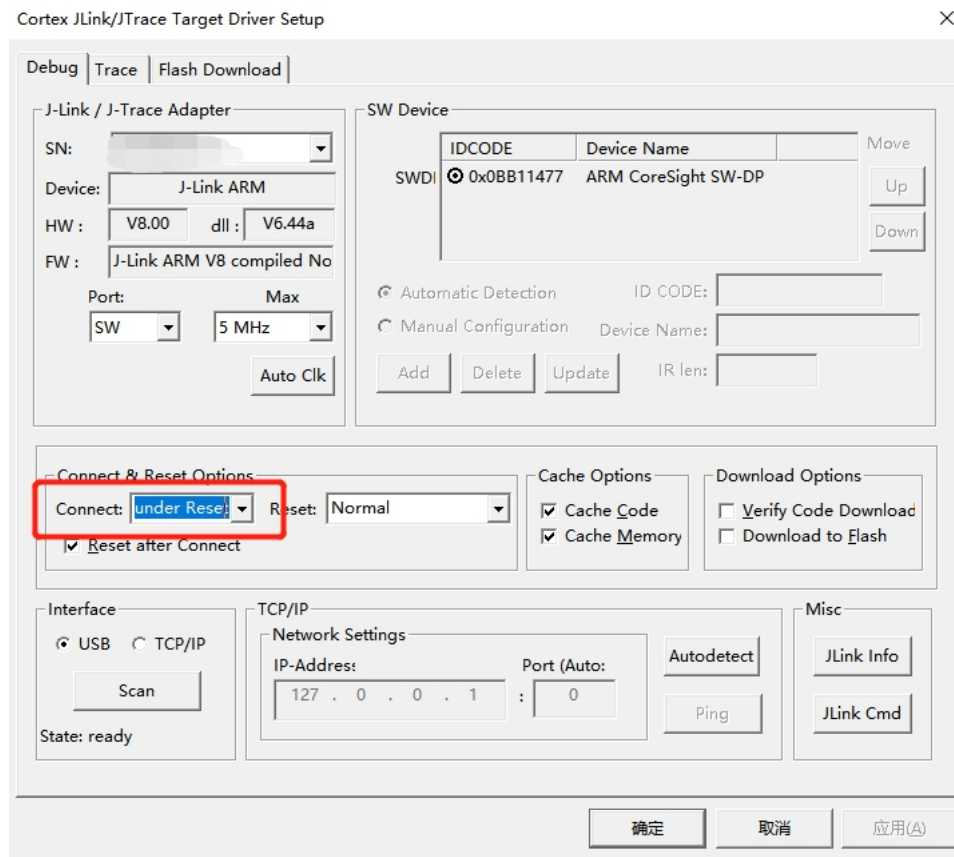 Cortex JLink/JTrace Target Driver Setup
Debug Trace Flash Download
J-Link / J-Trace Adapter
SN:
Device: J-Link ARM
HW : V8.00 dll : V6.44a
FW : J-Link ARM V8 compiled No
Port: Max
SW 5 MHz
Auto Clk
SW Device
IDCODE Device Name
SWDI 0x0BB11477 ARM CoreSight SW-DP
Move
Up
Down
Automatic Detection ID CODE:
Manual Configuration Device Name:
Add Delete Update IR len:
Connect & Reset Options
Connect: under Reset Reset: Normal
Reset after Connect
Cache Options
Cache Code
Cache Memory
Download Options
Verify Code Download
Download to Flash
Interface
USB TCP/IP
Scan
State: ready
TCP/IP
Network Settings
IP-Address: Port (Auto:
127 . 0 . 0 . 1 : 0
Autodetect
Ping
Misc
JLink Info
JLink Cmd
确定 取消 应用(A)